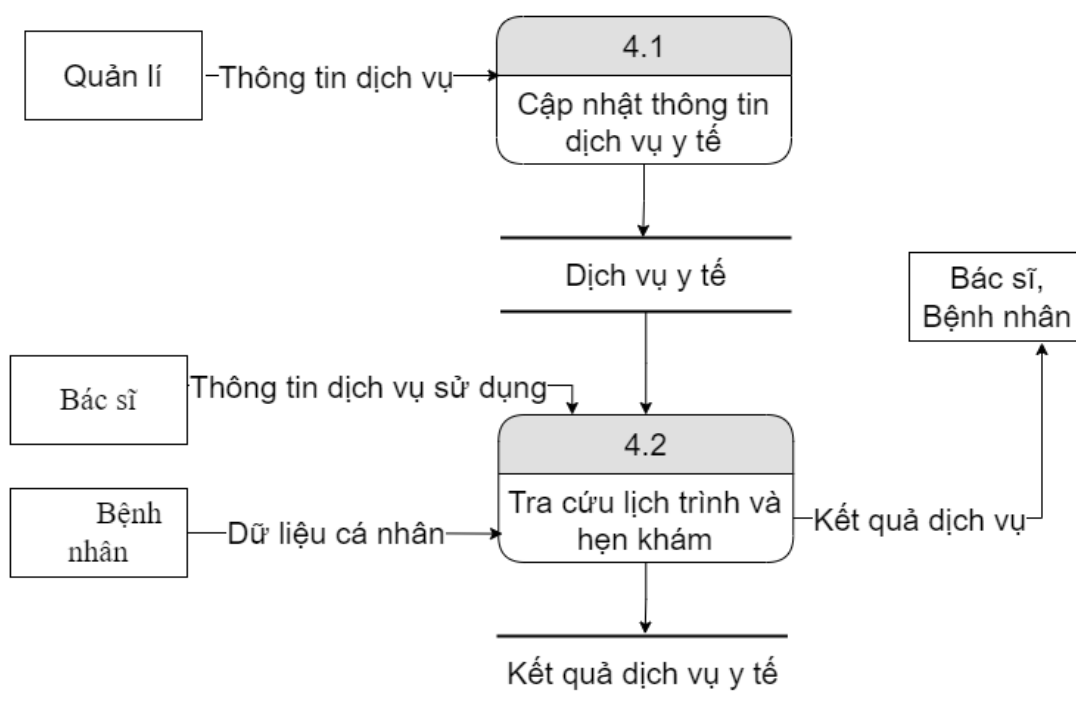 Quản lí
Thông tin dịch vụ
4.1
Cập nhật thông tin
dịch vụ y tế
Dịch vụ y tế
Bác sĩ,
Bệnh nhân
Bác sĩ
Thông tin dịch vụ sử dụng
4.2
Tra cứu lịch trình và
hẹn khám
Bệnh
nhân
Dữ liệu cá nhân
Kết quả dịch vụ
Kết quả dịch vụ y tế